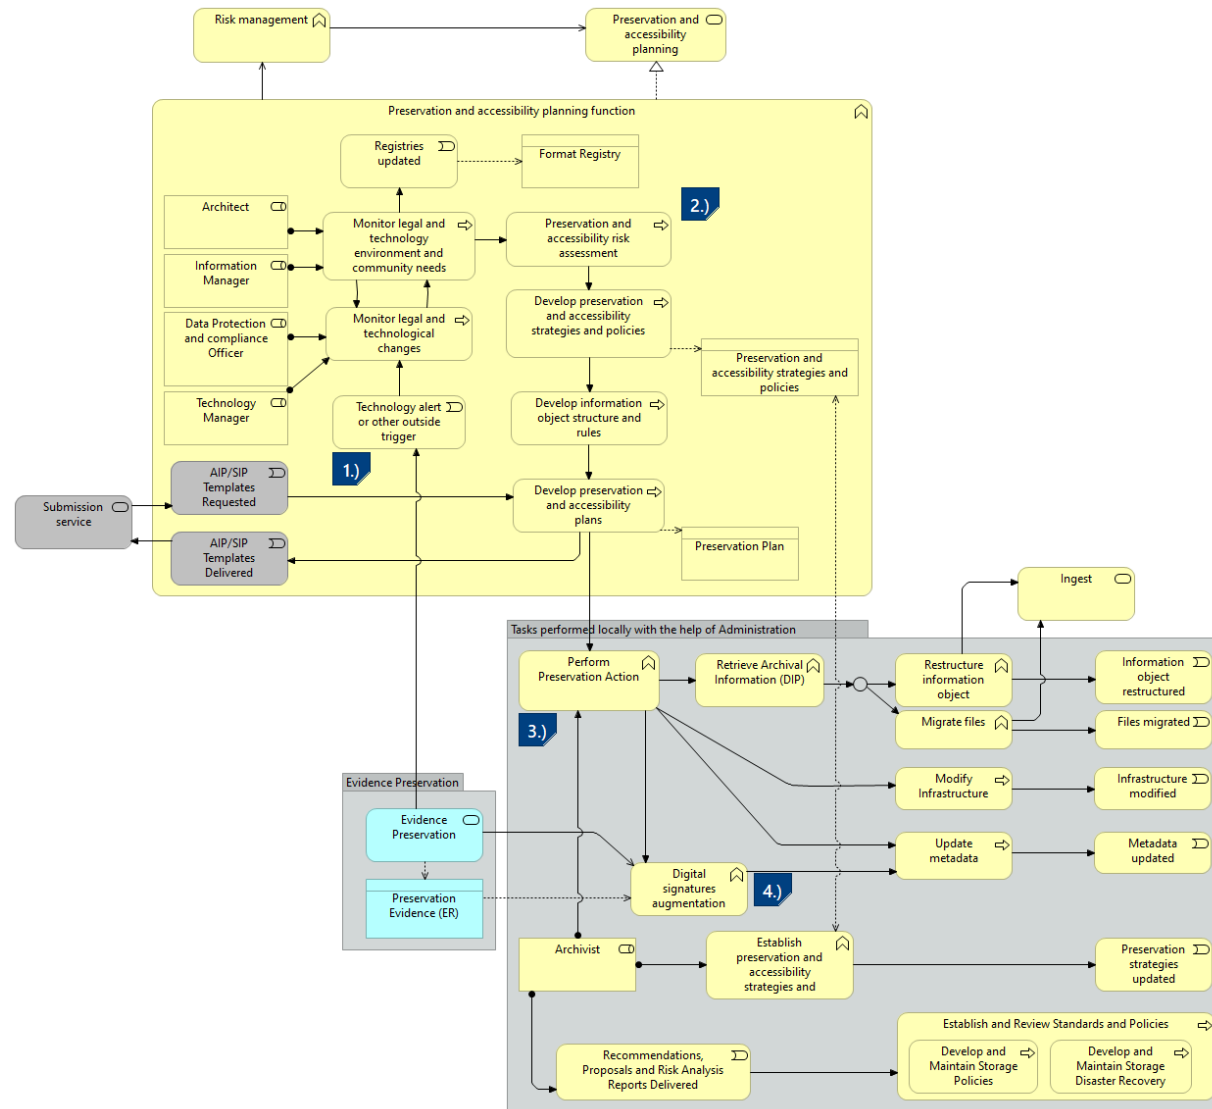 Risk management
Preservation and
accessibility
planning
Preservation and accessibility planning function
Registries
updated
Format Registry
2.)
Architect
Monitor legal and
technology
environment and
community needs
Preservation and
accessibility risk
assessment
Information
Manager
Data Protection
and compliance
Officer
Monitor legal and
technological
changes
Develop preservation
and accessibility
strategies and policies
Preservation and
accessibility strategies and
policies
Technology
Manager
Technology alert
or other outside
trigger
Develop information
object structure and
rules
1.)
AIP/SIP
Templates
Requested
Develop preservation
and accessibility
plans
Submission
service
AIP/SIP
Templates
Delivered
Preservation Plan
Ingest
Tasks performed locally with the help of Administration
Perform
Preservation Action
Retrieve Archival
Information (DIP)
Restructure
information
object
Information
object
restructured
3.)
Migrate files
Files migrated
Evidence Preservation
Modify
Infrastructure
Infrastructure
modified
Evidence
Preservation
Update
metadata
Metadata
updated
Digital
signatures
augmentation
4.)
Preservation
Evidence (ER)
Archivist
Establish
preservation and
accessibility
strategies and
Preservation
strategies
updated
Establish and Review Standards and Policies
Recommendations,
Proposals and Risk Analysis
Reports Delivered
Develop and
Maintain Storage
Policies
Develop and
Maintain Storage
Disaster Recovery